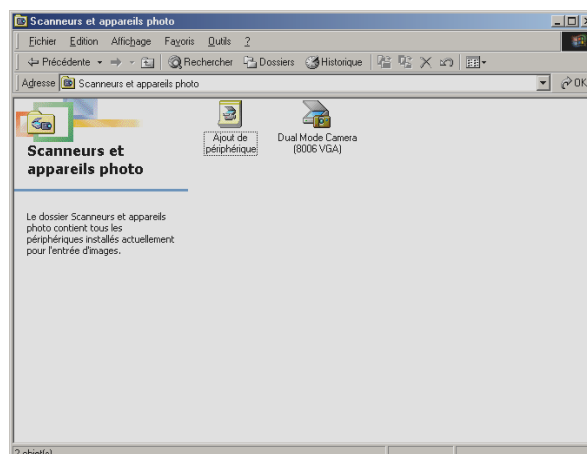 Scanneurs et appareils photo
Fichier Edition Affichage Favoris Outils ?
Précédente Rechercher Dossiers Historique
Adresse Scanneurs et appareils photo OK
Ajout de périphérique
Dual Mode Camera (8006 VGA)
Scanneurs et
appareils photo
Le dossier Scanneurs et appareils
photo contient tous les
périphériques installés actuellement
pour l'entrée d'images.
2 objet(s)